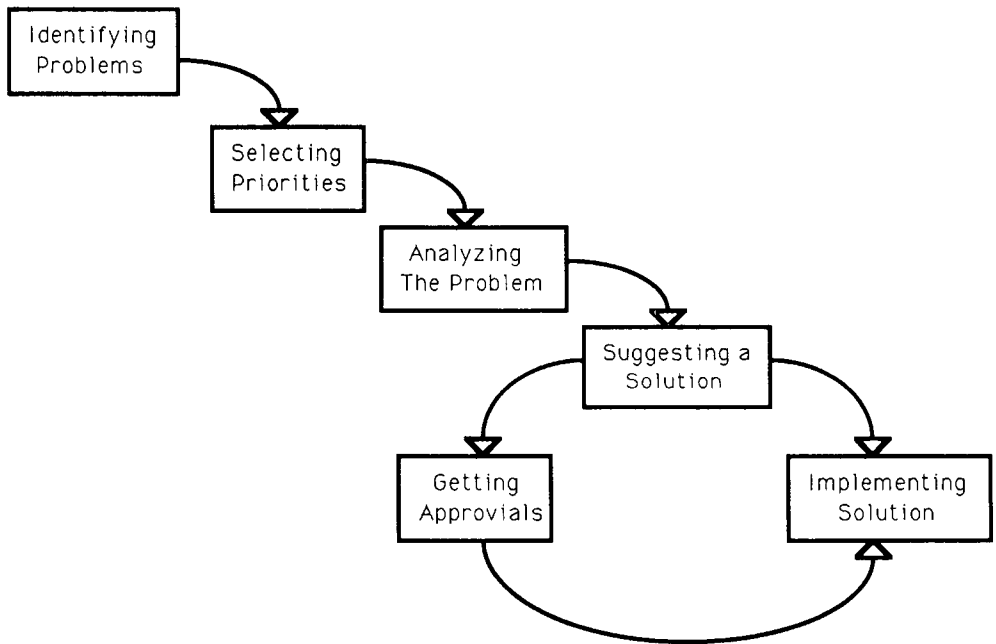 Identifying
Problems
Selecting
Priorities
Analyzing
The Problem
Suggesting a
Solution
Getting
Approvials
Implementing
Solution